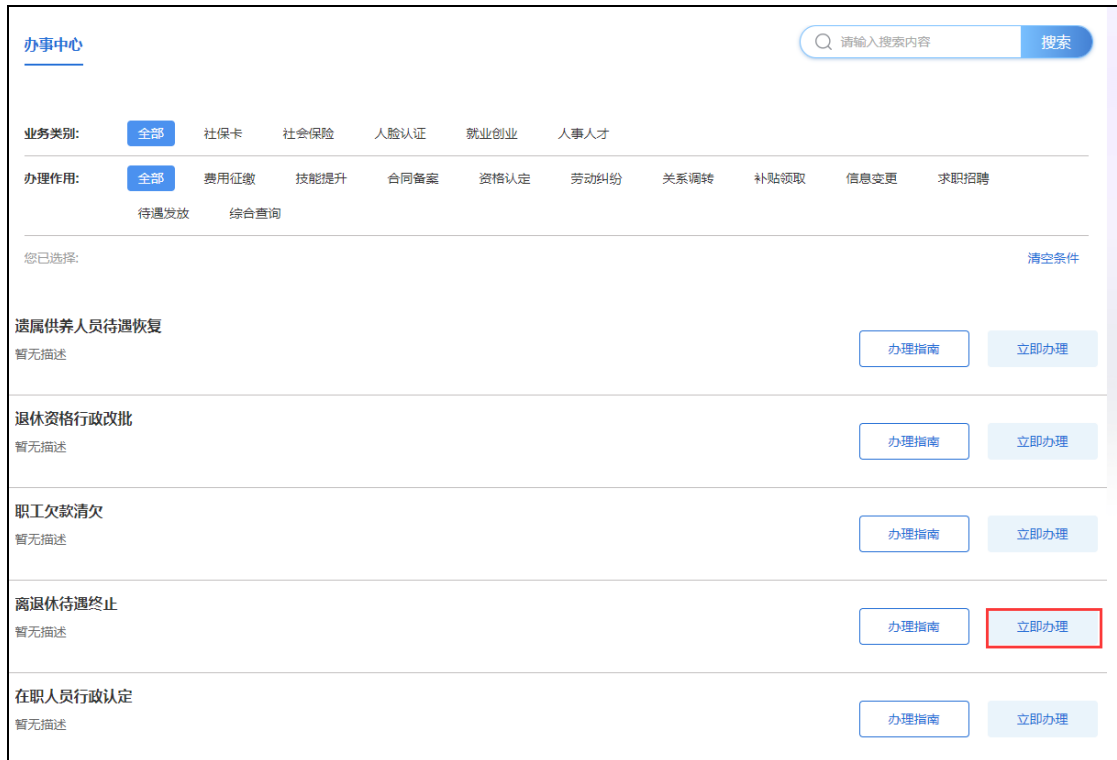 办事中心 请输入搜索内容 搜索
业务类别: 全部 社保卡 社会保险 人脸认证 就业创业 人事人才
办理作用: 全部 费用征缴 技能提升 合同备案 资格认定 劳动纠纷 关系调转 补贴领取 信息变更 求职招聘
待遇发放 综合查询
您已选择: 清空条件
遗属供养人员待遇恢复
暂无描述
办理指南 立即办理
退休资格行政改批
暂无描述
办理指南 立即办理
职工欠款清欠
暂无描述
办理指南 立即办理
离退休待遇终止
暂无描述
办理指南 立即办理
在职人员行政认定
暂无描述
办理指南 立即办理